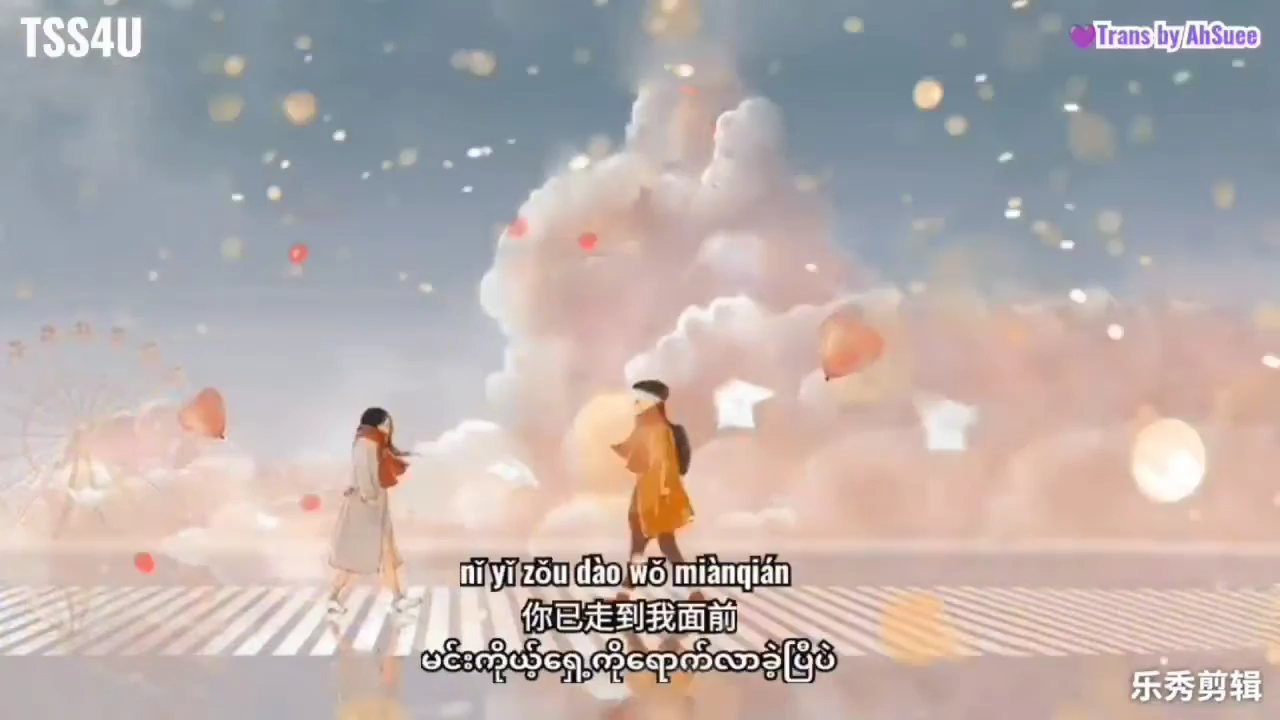 TSS4U
💜Trans by AhSuee
nǐ yǐ zǒu dào wǒ miànqián
你已走到我面前
မင်းကိုယ့်ရှေ့ကိုရောက်လာခဲ့ပြီပဲ
乐秀剪辑